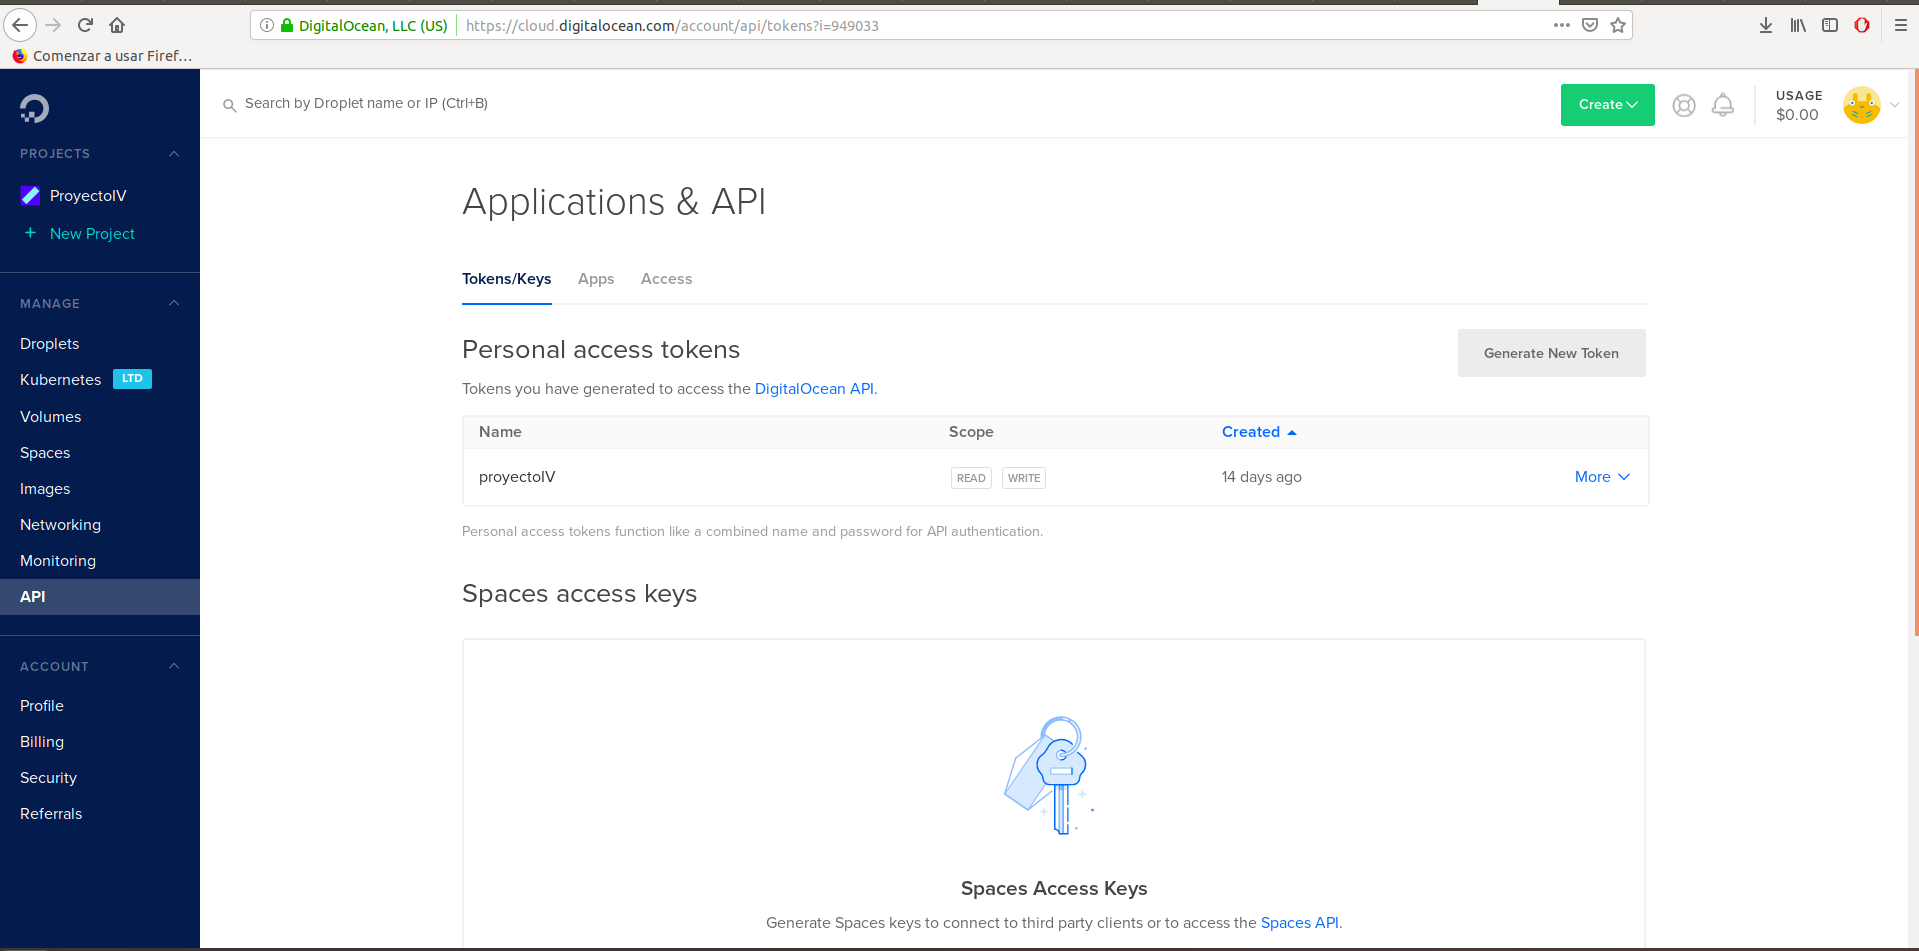 DigitalOcean, LLC (US) https://cloud.digitalocean.com/account/api/tokens?i=949033
Comenzar a usar Firef...
Search by Droplet name or IP (Ctrl+B)
Create
USAGE
$0.00
PROJECTS
ProyectoIV
+ New Project
MANAGE
Droplets
Kubernetes LTD
Volumes
Spaces
Images
Networking
Monitoring
API
ACCOUNT
Profile
Billing
Security
Referrals
Applications & API
Tokens/Keys Apps Access
Personal access tokens
Generate New Token
Tokens you have generated to access the DigitalOcean API.
Name Scope Created
proyectoIV READ WRITE 14 days ago More
Personal access tokens function like a combined name and password for API authentication.
Spaces access keys
Spaces Access Keys
Generate Spaces keys to connect to third party clients or to access the Spaces API.